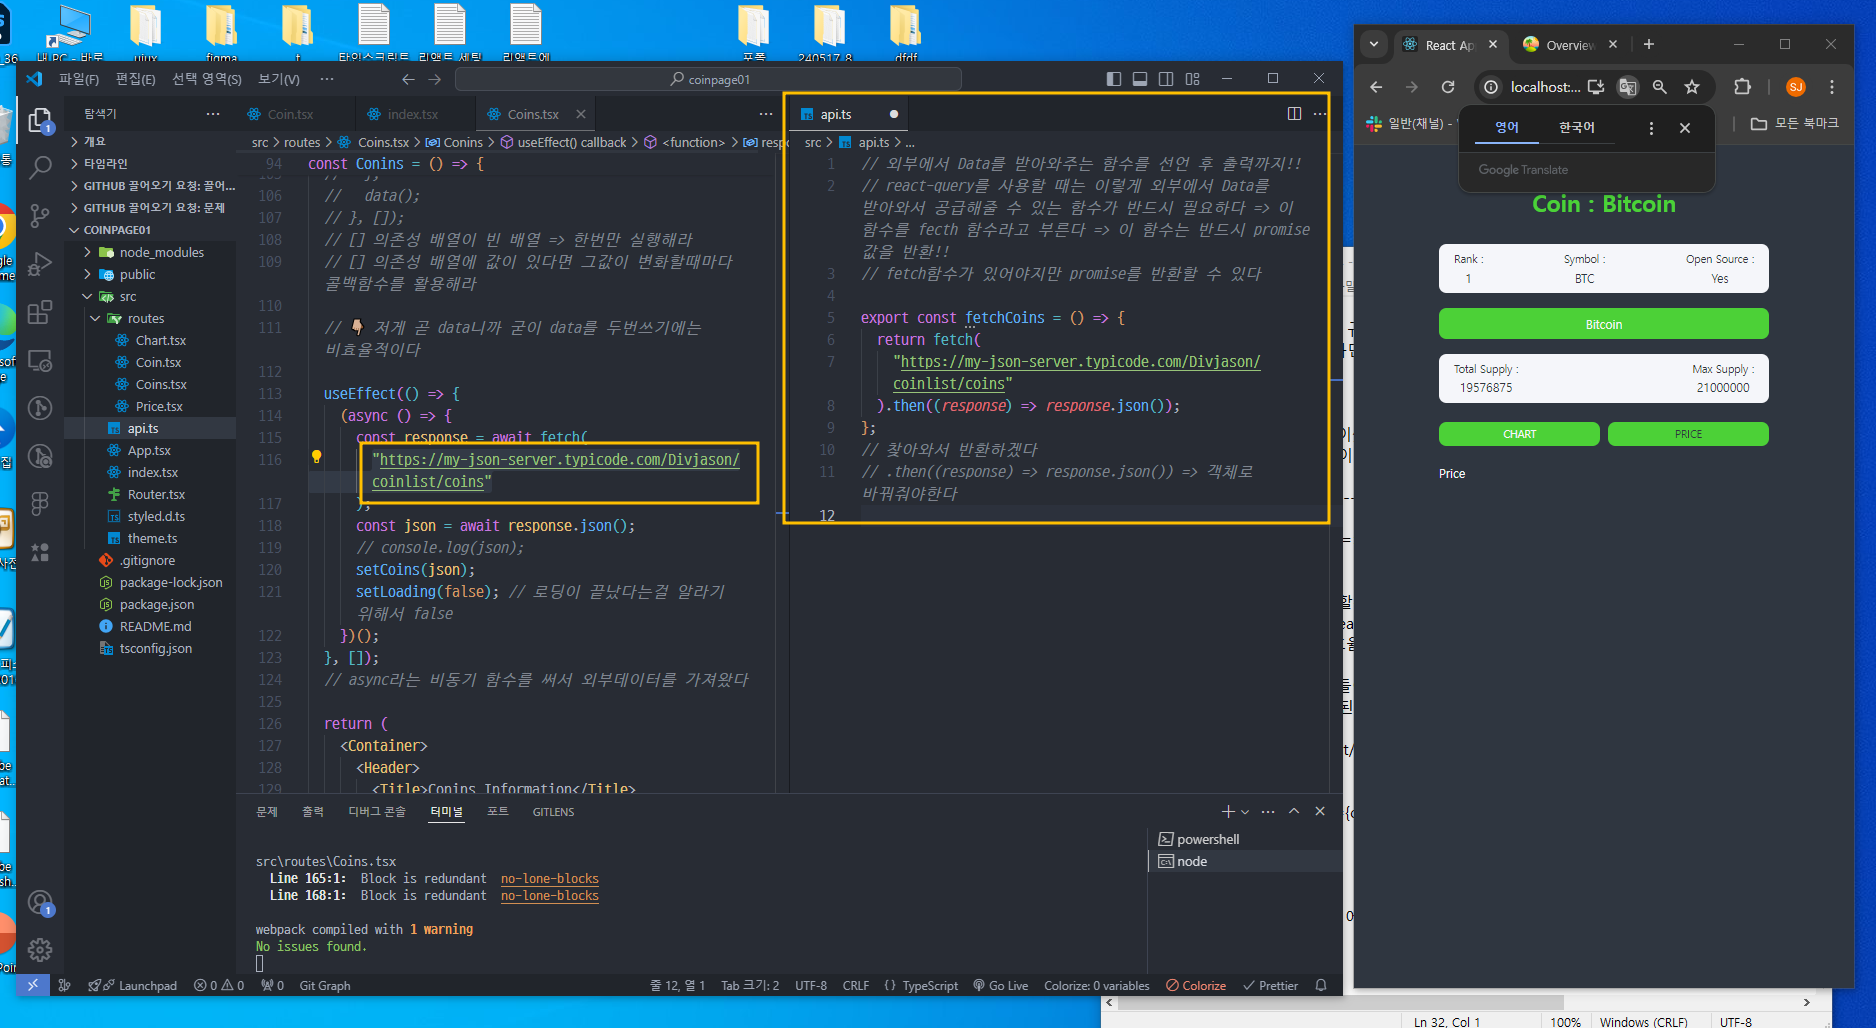 내 PC - 바로
uiux
figma
t
타입스크립트
리액트 세팅
리액트에
포폴
240517_8
dfdf
파일(F) 편집(E) 선택 영역(S) 보기(V) ···
coinpage01
탐색기
개요
타임라인
GITHUB 끌어오기 요청: 끌어...
GITHUB 끌어오기 요청: 문제
COINPAGE01
node_modules
public
src
routes
Chart.tsx
Coin.tsx
Coins.tsx
Price.tsx
api.ts
App.tsx
index.tsx
Router.tsx
styled.d.ts
theme.ts
.gitignore
package-lock.json
package.json
README.md
tsconfig.json
Coin.tsx index.tsx Coins.tsx
src > routes > Coins.tsx > Conins > useEffect() callback > <function> > respo
94 const Conins = () => {
106 //   data();
107 // }, []);
108 // [] 의존성 배열이 빈 배열 => 한번만 실행해라
109 // [] 의존성 배열에 값이 있다면 그값이 변화할때마다
콜백함수를 활용해라
110
111 // 👇 저게 곧 data니까 굳이 data를 두번쓰기에는
비효율적이다
112
113 useEffect(() => {
114 (async () => {
115 const response = await fetch(
116 "https://my-json-server.typicode.com/Divjason/
coinlist/coins"
117 );
118 const json = await response.json();
119 // console.log(json);
120 setCoins(json);
121 setLoading(false); // 로딩이 끝났다는걸 알라기
위해서 false
122 })();
123 }, []);
124 // async라는 비동기 함수를 써서 외부데이터를 가져왔다
125
126 return (
127 <Container>
128 <Header>
129 <Title>Conins Information</Title>
api.ts
src > api.ts > ...
1 // 외부에서 Data를 받아와주는 함수를 선언 후 출력까지!!
2 // react-query를 사용할 때는 이렇게 외부에서 Data를
받아와서 공급해줄 수 있는 함수가 반드시 필요하다 => 이
함수를 fecth 함수라고 부른다 => 이 함수는 반드시 promise
값을 반환!!
3 // fetch함수가 있어야지만 promise를 반환할 수 있다
4
5 export const fetchCoins = () => {
6 return fetch(
7 "https://my-json-server.typicode.com/Divjason/
coinlist/coins"
8 ).then((response) => response.json());
9 };
10 // 찾아와서 반환하겠다
11 // .then((response) => response.json()) => 객체로
바꿔줘야한다
12
문제 출력 디버그 콘솔 터미널 포트 GITLENS
powershell
node
src\routes\Coins.tsx
Line 165:1:  Block is redundant  no-lone-blocks
Line 168:1:  Block is redundant  no-lone-blocks
webpack compiled with 1 warning
No issues found.
Launchpad 0 0 0 Git Graph 줄 12, 열 1 Tab 크기: 2 UTF-8 CRLF {} TypeScript Go Live Colorize: 0 variables Colorize Prettier
React Ap Overview
localhost:... SJ
일반(채널) - 모든 북마크
영어 한국어
Google Translate
Coin : Bitcoin
Rank : Symbol : Open Source :
1 BTC Yes
Bitcoin
Total Supply : Max Supply :
19576875 21000000
CHART PRICE
Price
Ln 32, Col 1 100% Windows (CRLF) UTF-8